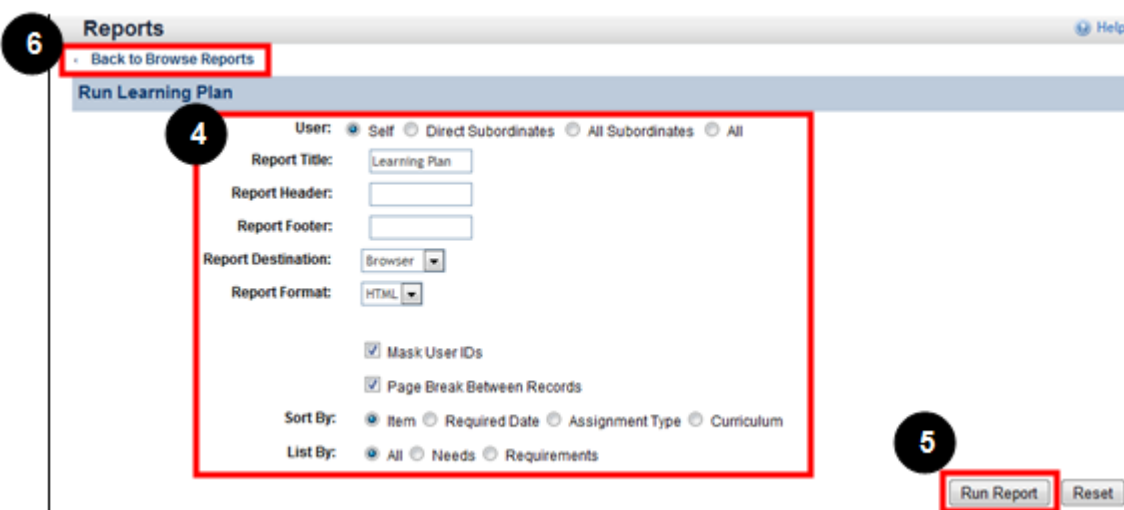 Reports
Help
6
Back to Browse Reports
Run Learning Plan
4
User: Self Direct Subordinates All Subordinates All
Report Title: Learning Plan
Report Header:
Report Footer:
Report Destination: Browser
Report Format: HTML
Mask User IDs
Page Break Between Records
Sort By: Item Required Date Assignment Type Curriculum
List By: All Needs Requirements
5
Run Report Reset